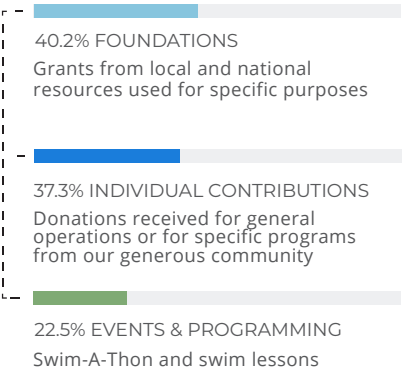 40.2% FOUNDATIONS
Grants from local and national
resources used for specific purposes
37.3% INDIVIDUAL CONTRIBUTIONS
Donations received for general
operations or for specific programs
from our generous community
22.5% EVENTS & PROGRAMMING
Swim-A-Thon and swim lessons